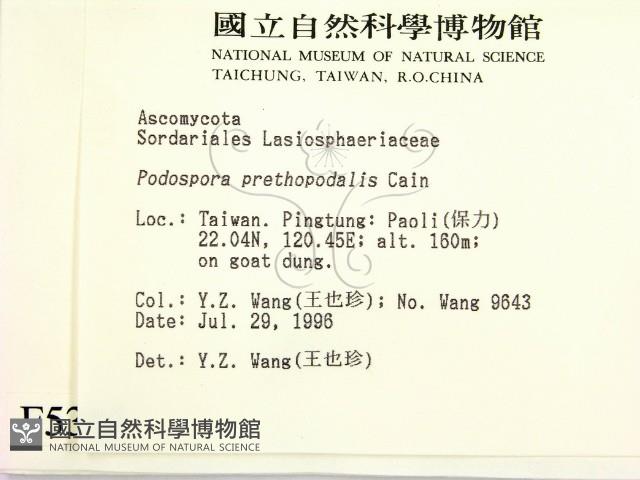 國立自然科學博物館
NATIONAL MUSEUM OF NATURAL SCIENCE
TAICHUNG, TAIWAN, R.O.CHINA
Ascomycota
Sordariales Lasiosphaeriaceae
Podospora prethopodalis Cain
Loc.: Taiwan. Pingtung: Paoli(保力)
22.04N, 120.45E; alt. 160m;
on goat dung.
Col.: Y.Z. Wang(王也珍); No. Wang 9643
Date: Jul. 29, 1996
Det.: Y.Z. Wang(王也珍)
國立自然科學博物館
NATIONAL MUSEUM OF NATURAL SCIENCE